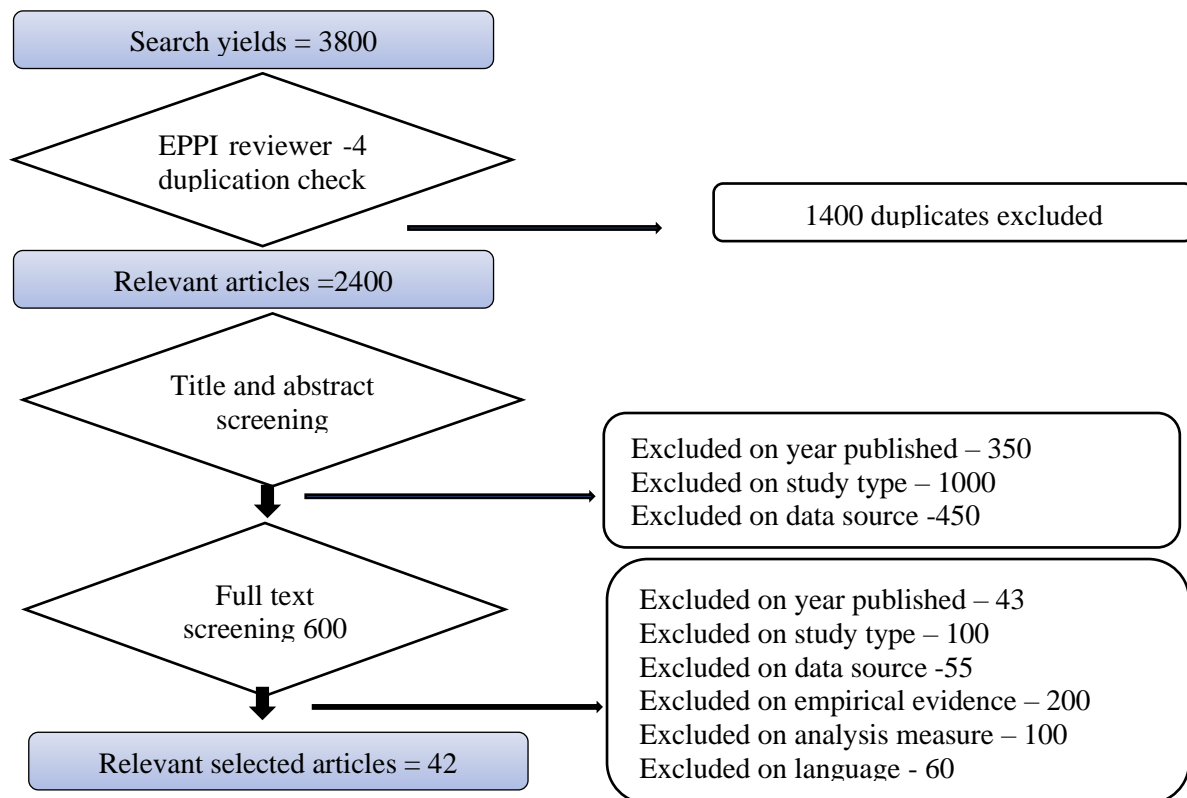 Search yields = 3800
EPPI reviewer -4
duplication check
1400 duplicates excluded
Relevant articles =2400
Title and abstract
screening
Excluded on year published – 350
Excluded on study type – 1000
Excluded on data source -450
Full text
screening 600
Excluded on year published – 43
Excluded on study type – 100
Excluded on data source -55
Excluded on empirical evidence – 200
Excluded on analysis measure – 100
Excluded on language - 60
Relevant selected articles = 42